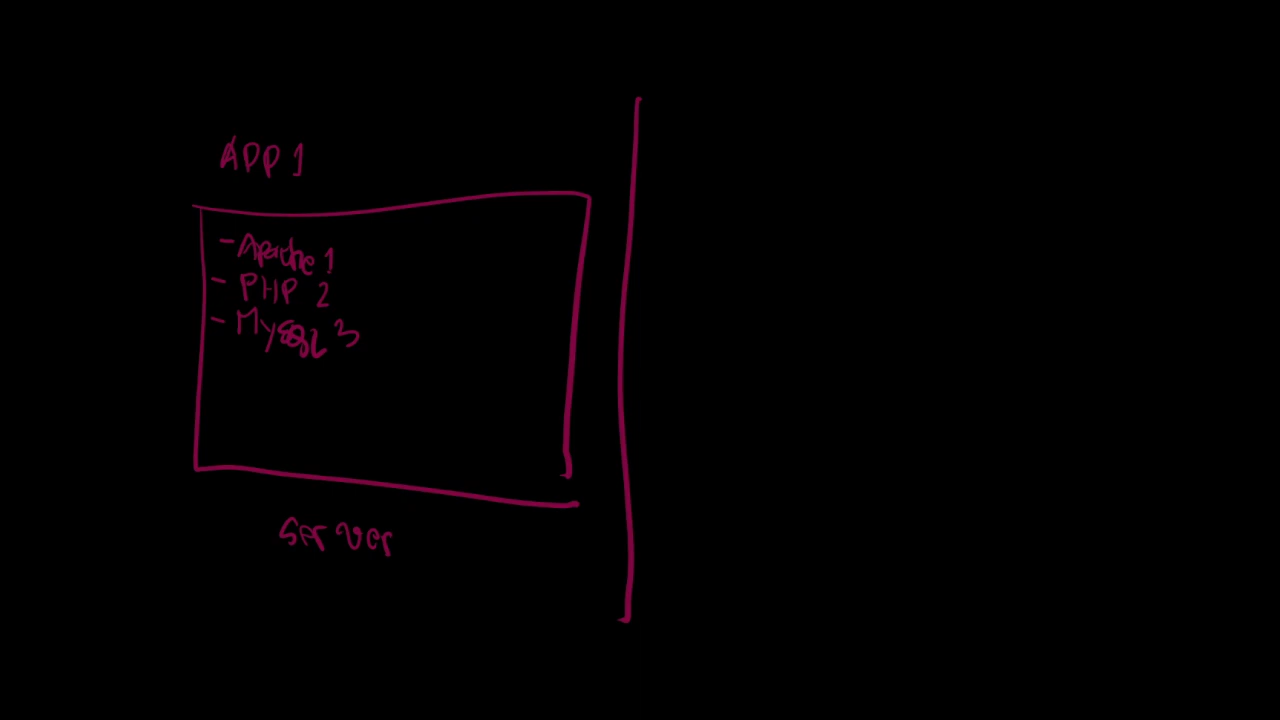 APP 1
- Apache 1
- PHP 2
- MySQL 3
Server